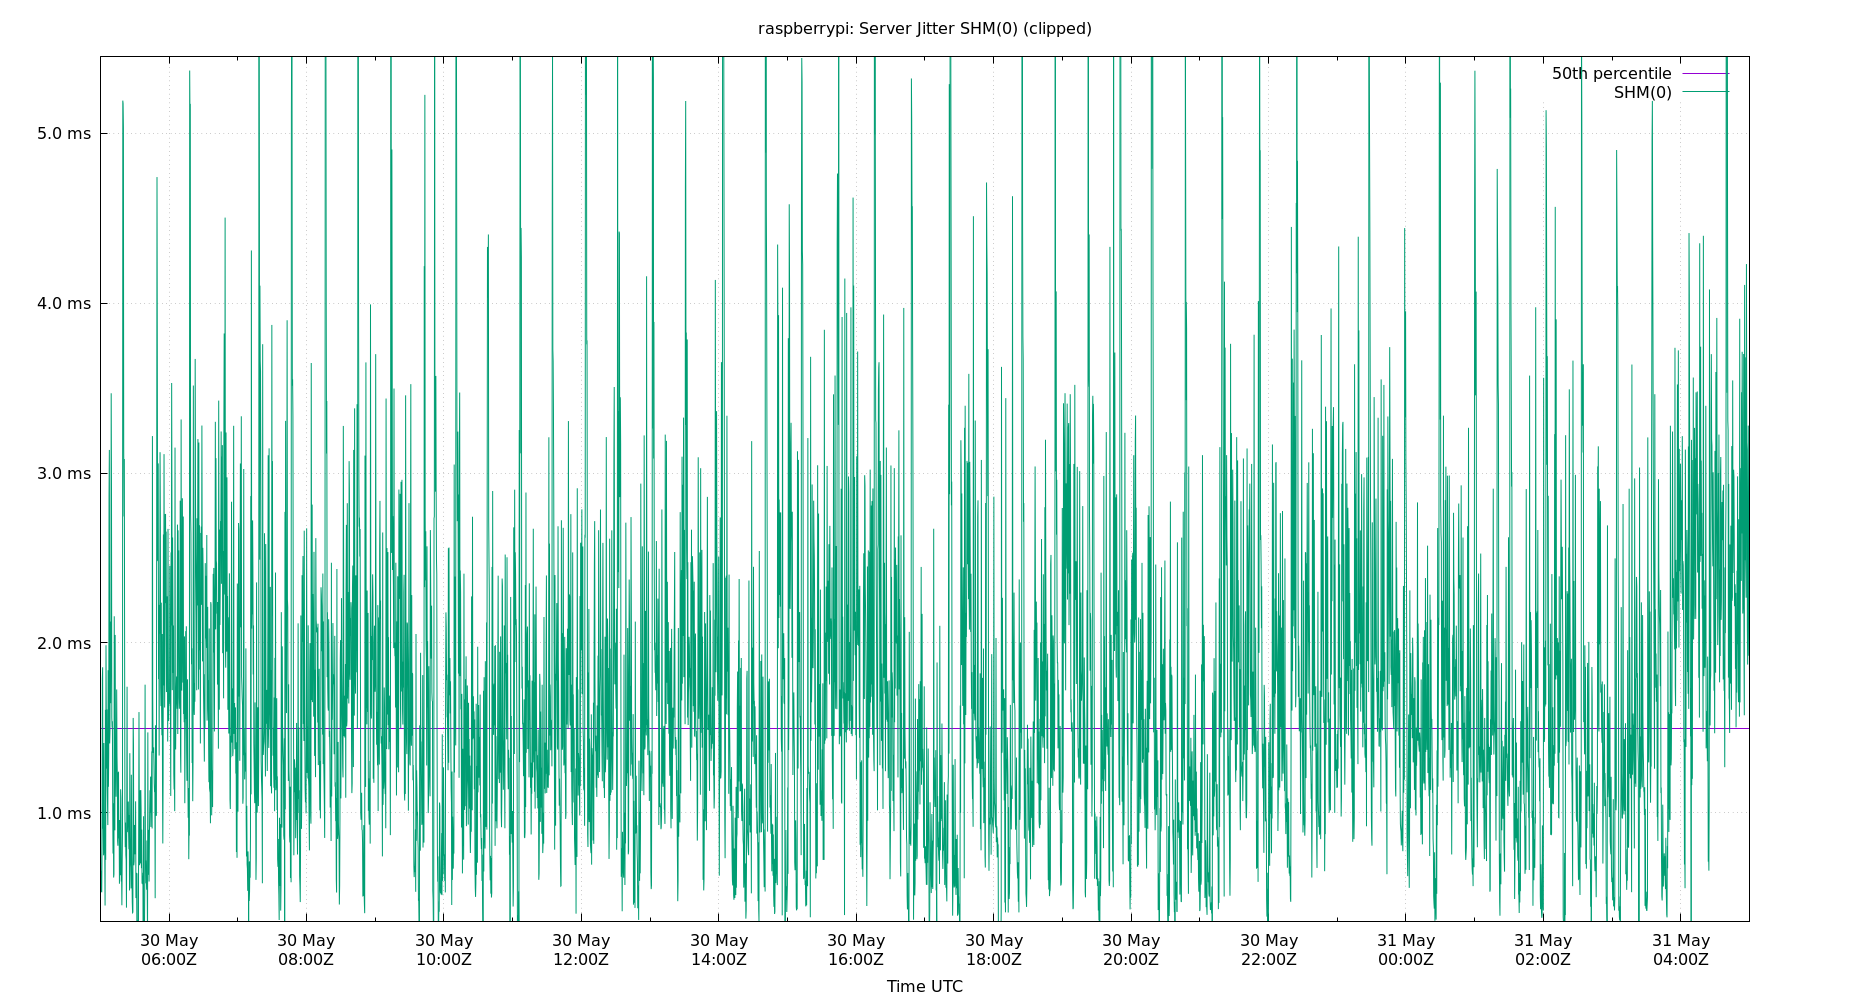 raspberrypi: Server Jitter SHM(0) (clipped)
50th percentile
SHM(0)
5.0 ms
4.0 ms
3.0 ms
2.0 ms
1.0 ms
30 May 30 May 30 May 30 May 30 May 30 May 30 May 30 May 30 May 31 May 31 May 31 May
06:00Z 08:00Z 10:00Z 12:00Z 14:00Z 16:00Z 18:00Z 20:00Z 22:00Z 00:00Z 02:00Z 04:00Z
Time UTC